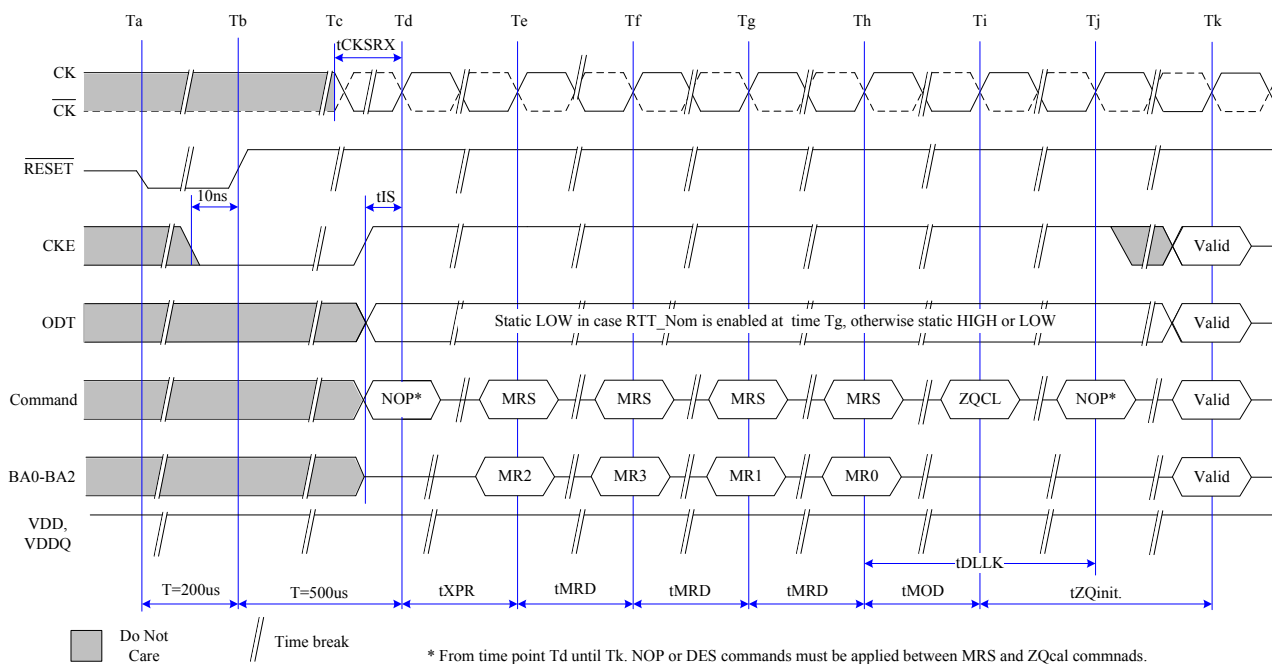 Ta Tb Tc Td Te Tf Tg Th Ti Tj Tk
tCKSRX
CK
CK
RESET
10ns
tIS
CKE
Valid
ODT
Static LOW in case RTT_Nom is enabled at time Tg, otherwise static HIGH or LOW
Valid
Command
NOP* MRS MRS MRS MRS ZQCL NOP* Valid
BA0-BA2
MR2 MR3 MR1 MR0 Valid
VDD,
VDDQ
tDLLK
T=200us T=500us tXPR tMRD tMRD tMRD tMOD tZQinit.
Do Not
Care
Time break
* From time point Td until Tk. NOP or DES commands must be applied between MRS and ZQcal commnads.